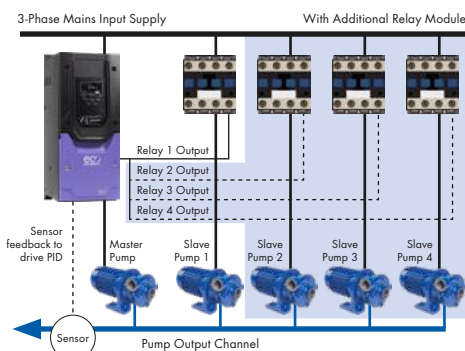 3-Phase Mains Input Supply
With Additional Relay Module
eco
Relay 1 Output
Relay 2 Output
Relay 3 Output
Relay 4 Output
Sensor
feedback to
drive PID
Master
Pump
Slave
Pump 1
Slave
Pump 2
Slave
Pump 3
Slave
Pump 4
Sensor
Pump Output Channel